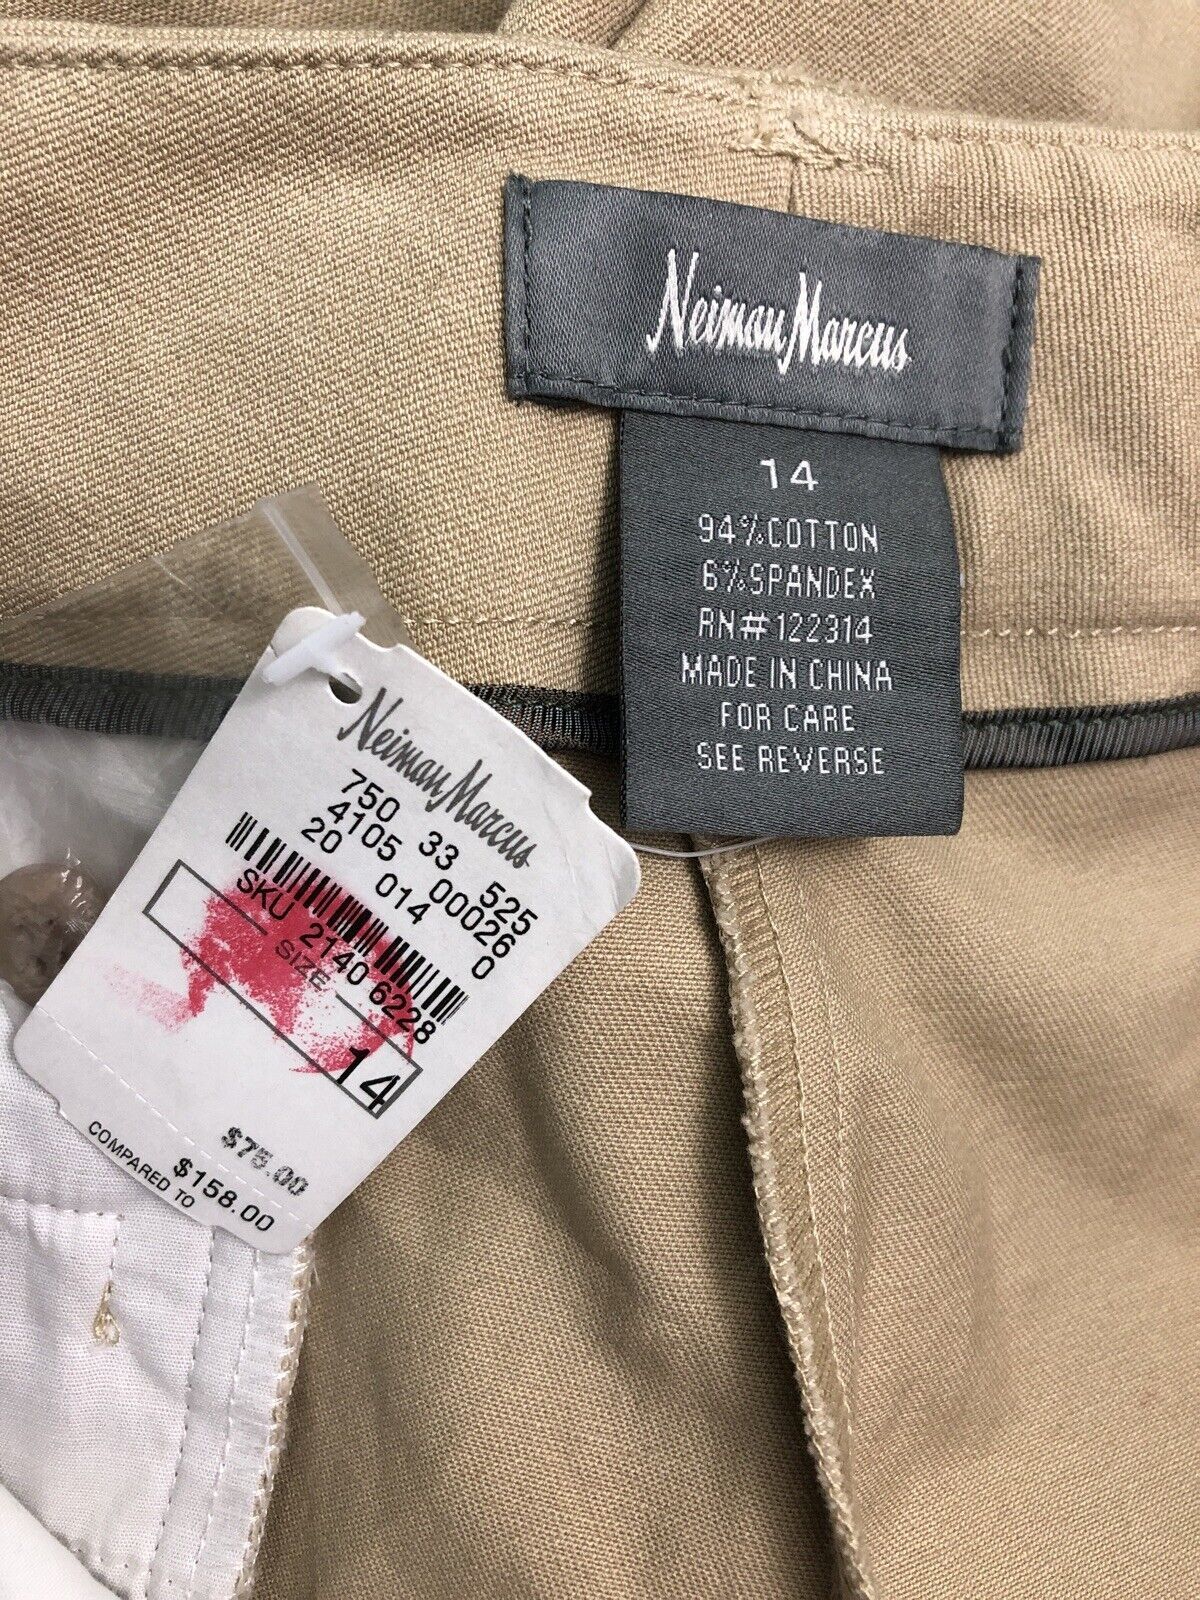 Neiman Marcus
14
94%COTTON
6%SPANDEX
RN#122314
MADE IN CHINA
FOR CARE
SEE REVERSE
Neiman Marcus
750 33 525
4105 00026
20 014 0
SKU 2140 6228
SIZE
14
$75.00
$158.00
COMPARED TO